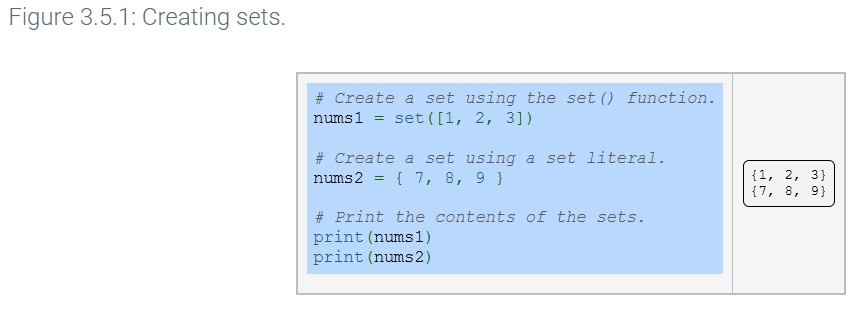 Figure 3.5.1: Creating sets.
# Create a set using the set() function.
nums1 = set([1, 2, 3])
# Create a set using a set literal.
nums2 = { 7, 8, 9 }
# Print the contents of the sets.
print(nums1)
print(nums2)
{1, 2, 3}
{7, 8, 9}